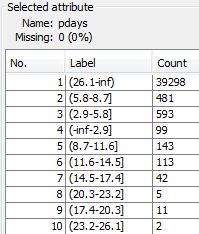 Selected attribute
Name: pdays
Missing: 0 (0%)
No. Label Count
1 (26.1-inf) 39298
2 (5.8-8.7] 481
3 (2.9-5.8] 593
4 (-inf-2.9] 99
5 (8.7-11.6] 143
6 (11.6-14.5] 113
7 (14.5-17.4] 42
8 (20.3-23.2] 5
9 (17.4-20.3] 11
10 (23.2-26.1] 2